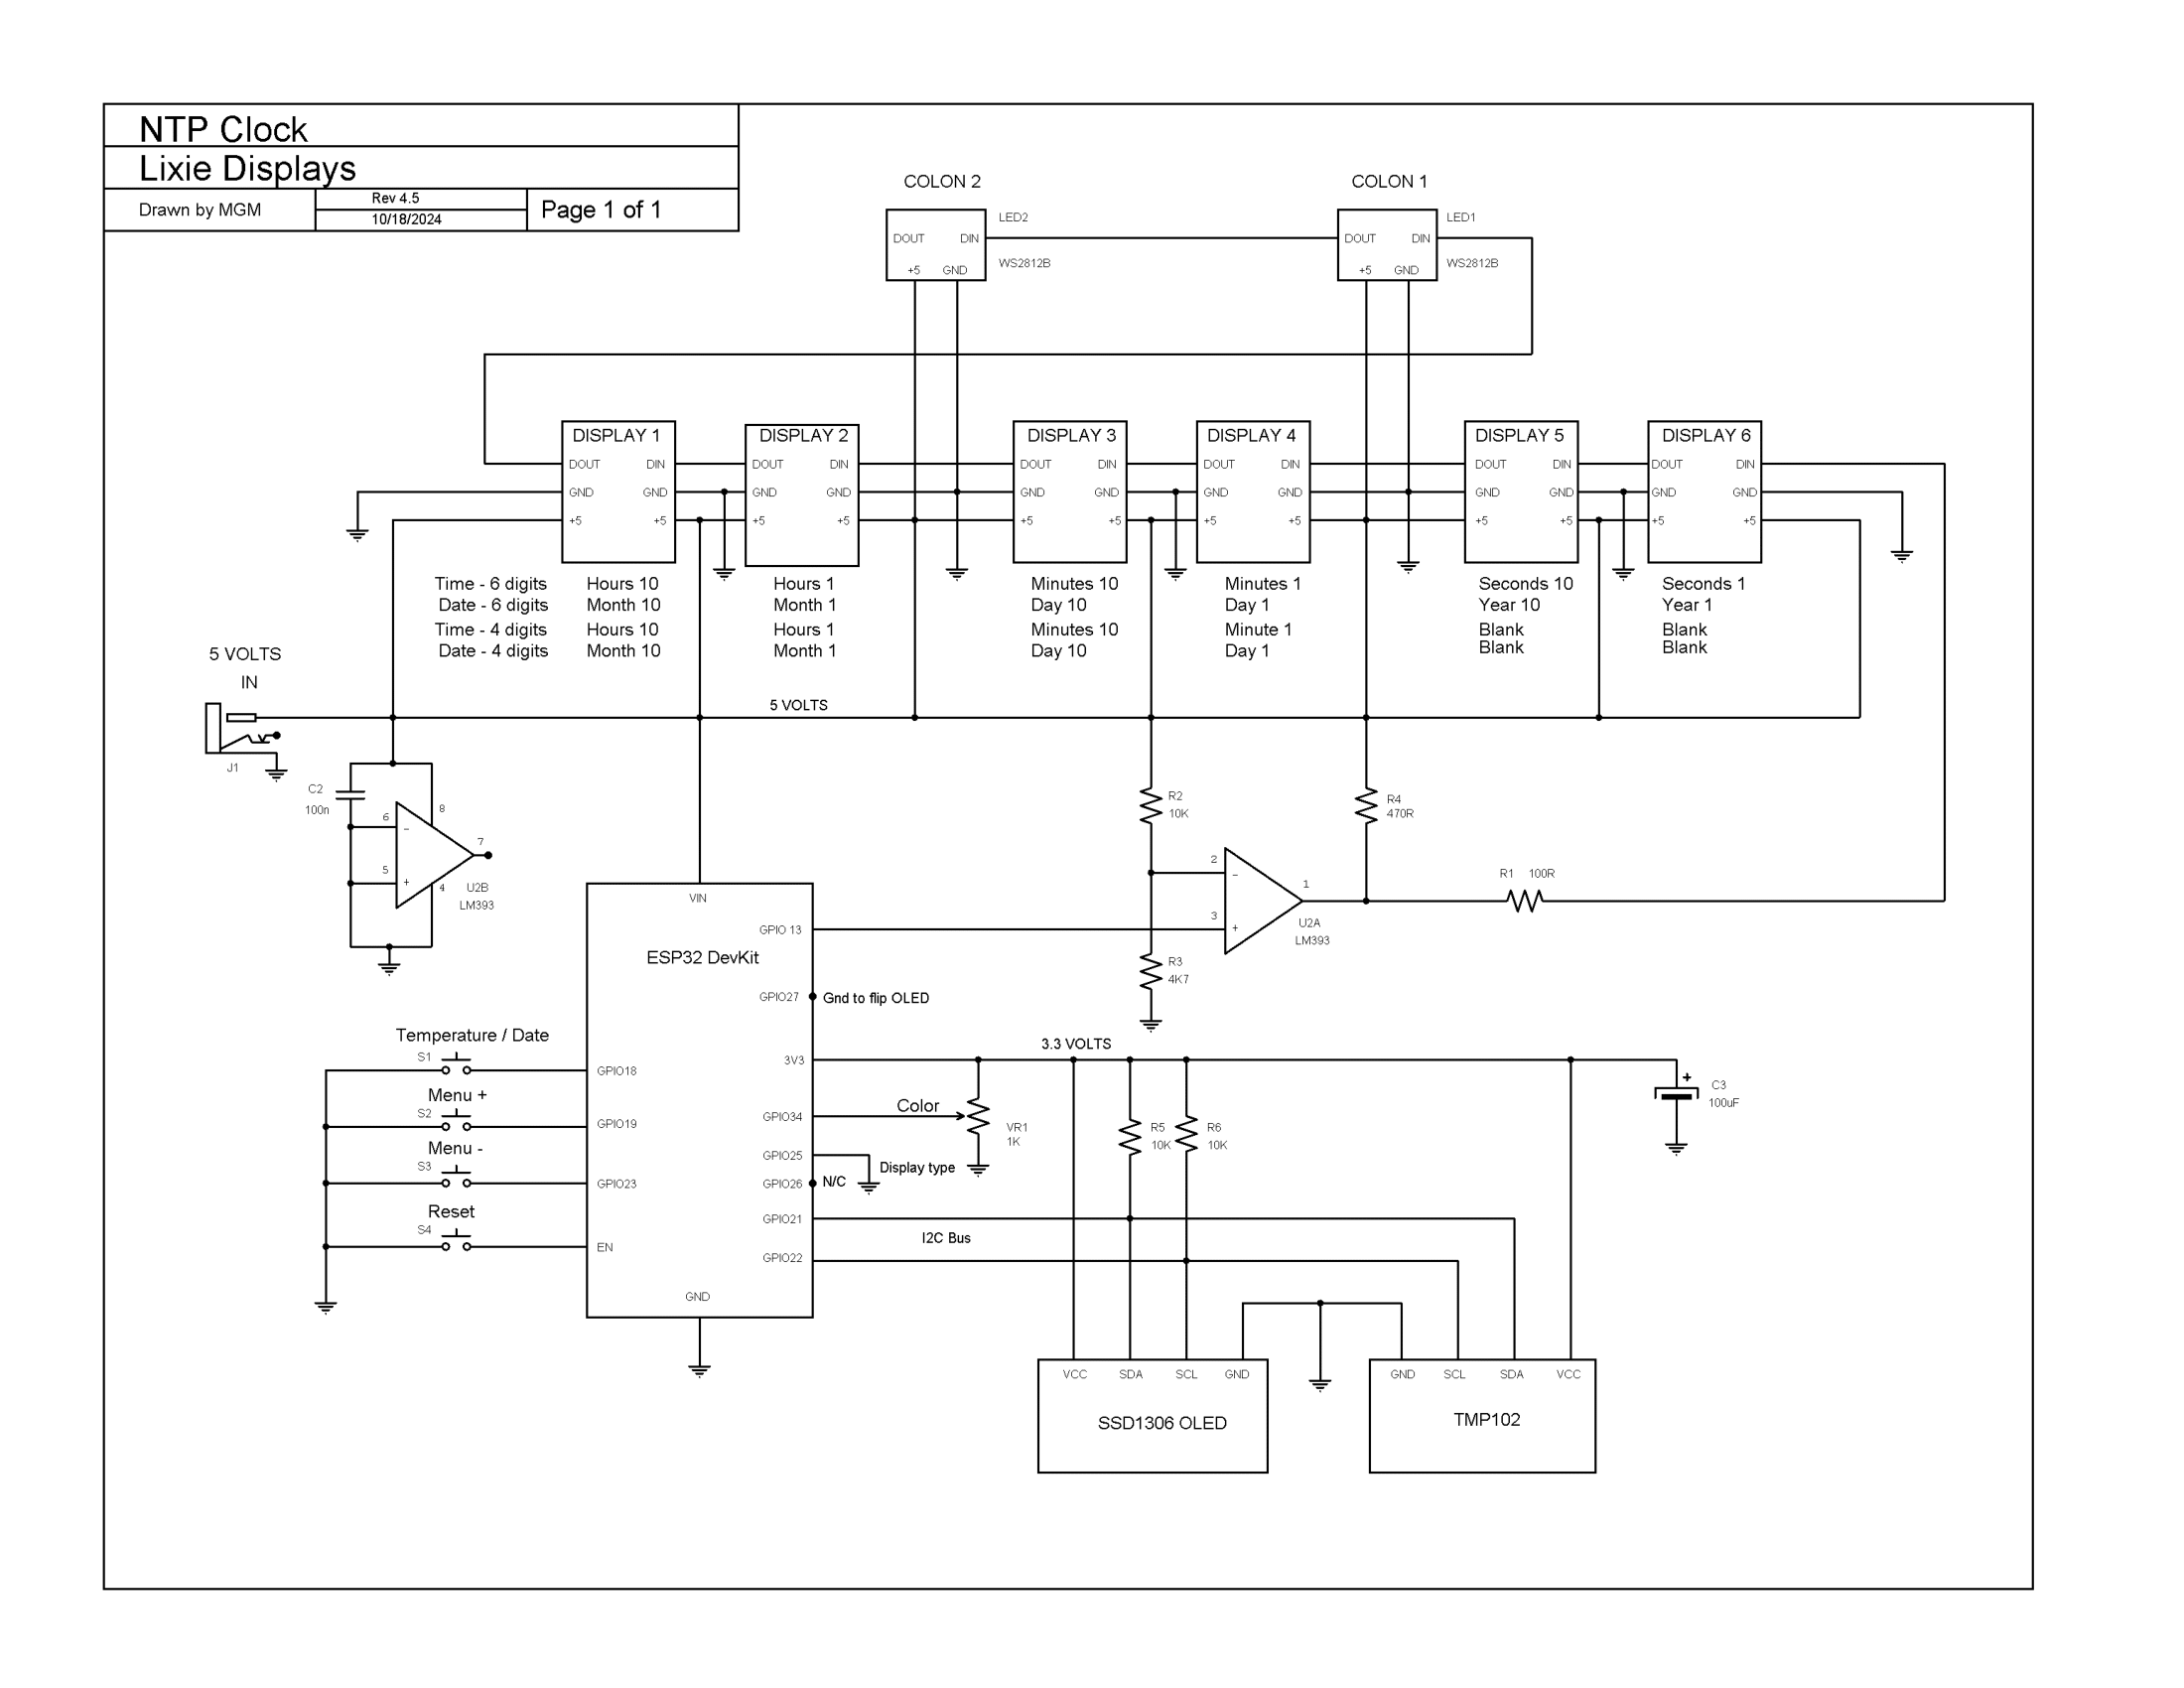 NTP Clock
Lixie Displays
Drawn by MGM
Rev 4.5
10/18/2024
Page 1 of 1
COLON 2
COLON 1
LED2
LED1
DOUT DIN
DOUT DIN
+5 GND
WS2812B
+5 GND
WS2812B
DISPLAY 1
DISPLAY 2
DISPLAY 3
DISPLAY 4
DISPLAY 5
DISPLAY 6
DOUT DIN
DOUT DIN
DOUT DIN
DOUT DIN
DOUT DIN
DOUT DIN
GND GND
GND GND
GND GND
GND GND
GND GND
GND GND
+5 +5
+5 +5
+5 +5
+5 +5
+5 +5
+5 +5
Time - 6 digits Hours 10 Hours 1 Minutes 10 Minutes 1 Seconds 10 Seconds 1
Date - 6 digits Month 10 Month 1 Day 10 Day 1 Year 10 Year 1
Time - 4 digits Hours 10 Hours 1 Minutes 10 Minute 1 Blank Blank
Date - 4 digits Month 10 Month 1 Day 10 Day 1 Blank Blank
5 VOLTS
IN
J1
5 VOLTS
C2
100n
6
-
8
7
5
+
4
U2B
LM393
R2
10K
R4
470R
2
-
1
3
+
U2A
LM393
R1 100R
R3
4K7
VIN
GPIO 13
ESP32 DevKit
GPIO27
Gnd to flip OLED
3V3
3.3 VOLTS
GPIO34
Color
VR1
1K
GPIO25
Display type
GPIO26
N/C
GPIO21
I2C Bus
GPIO22
GND
Temperature / Date
S1
GPIO18
Menu +
S2
GPIO19
Menu -
S3
GPIO23
Reset
S4
EN
R5
10K
R6
10K
+
C3
100uF
VCC SDA SCL GND
SSD1306 OLED
GND SCL SDA VCC
TMP102